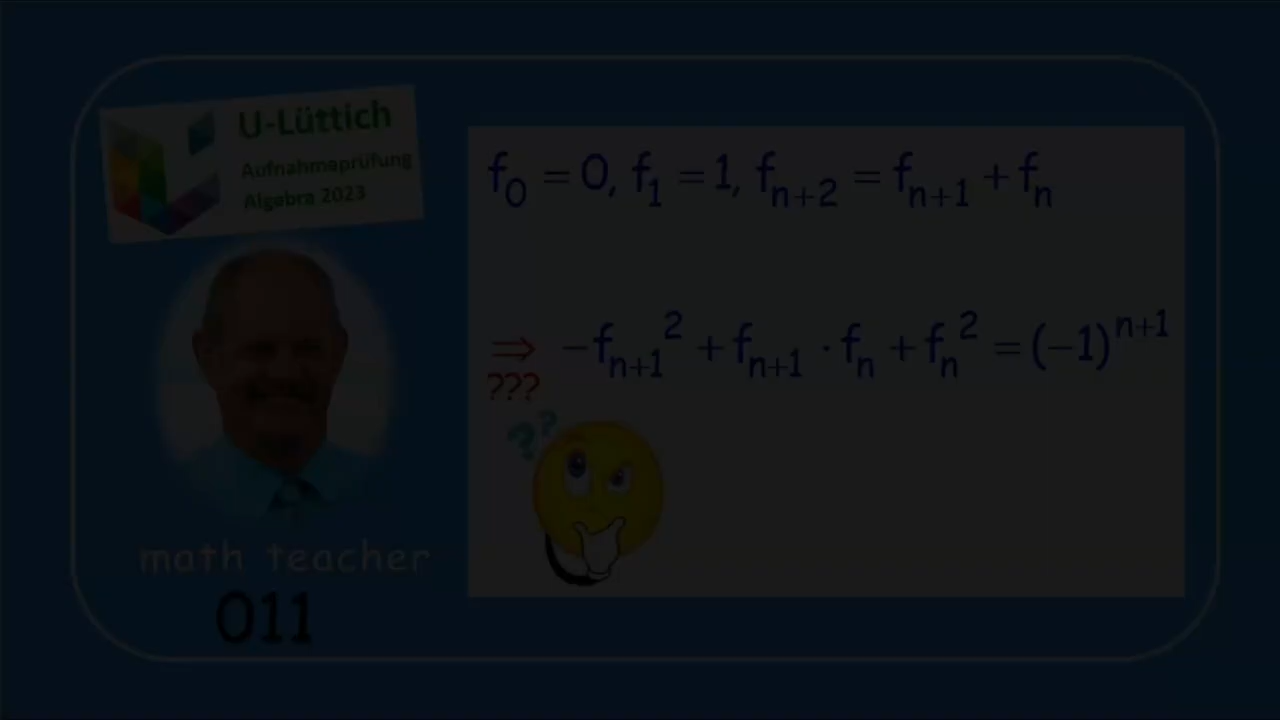 U-Lüttich
Aufnahmeprüfung
Algebra 2023
f₀ = 0, f₁ = 1, fₙ₊₂ = fₙ₊₁ + fₙ
⇒ −fₙ₊₁² + fₙ₊₁ · fₙ + fₙ² = (−1)ⁿ⁺¹
???
? ?
math teacher
011